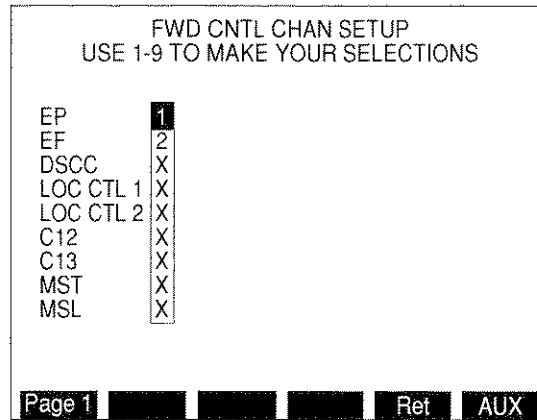 FWD CNTL CHAN SETUP
USE 1-9 TO MAKE YOUR SELECTIONS
EP 1
EF 2
DSCC X
LOC CTL 1 X
LOC CTL 2 X
C12 X
C13 X
MST X
MSL X
Page 1 Ret AUX